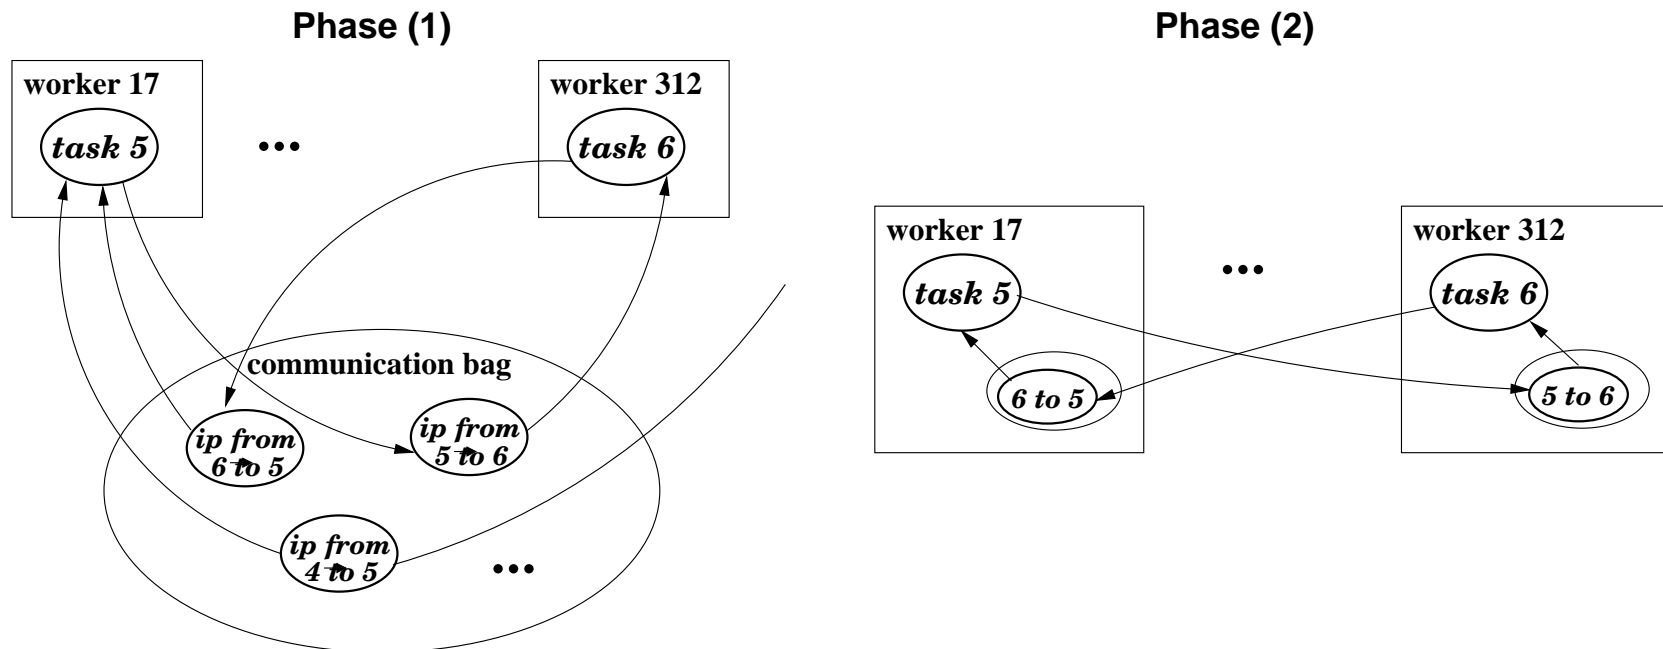 Phase (1)
worker 17
task 5
...
worker 312
task 6
communication bag
ip from
6 to 5
ip from
5 to 6
ip from
4 to 5
...
Phase (2)
worker 17
task 5
6 to 5
...
worker 312
task 6
5 to 6